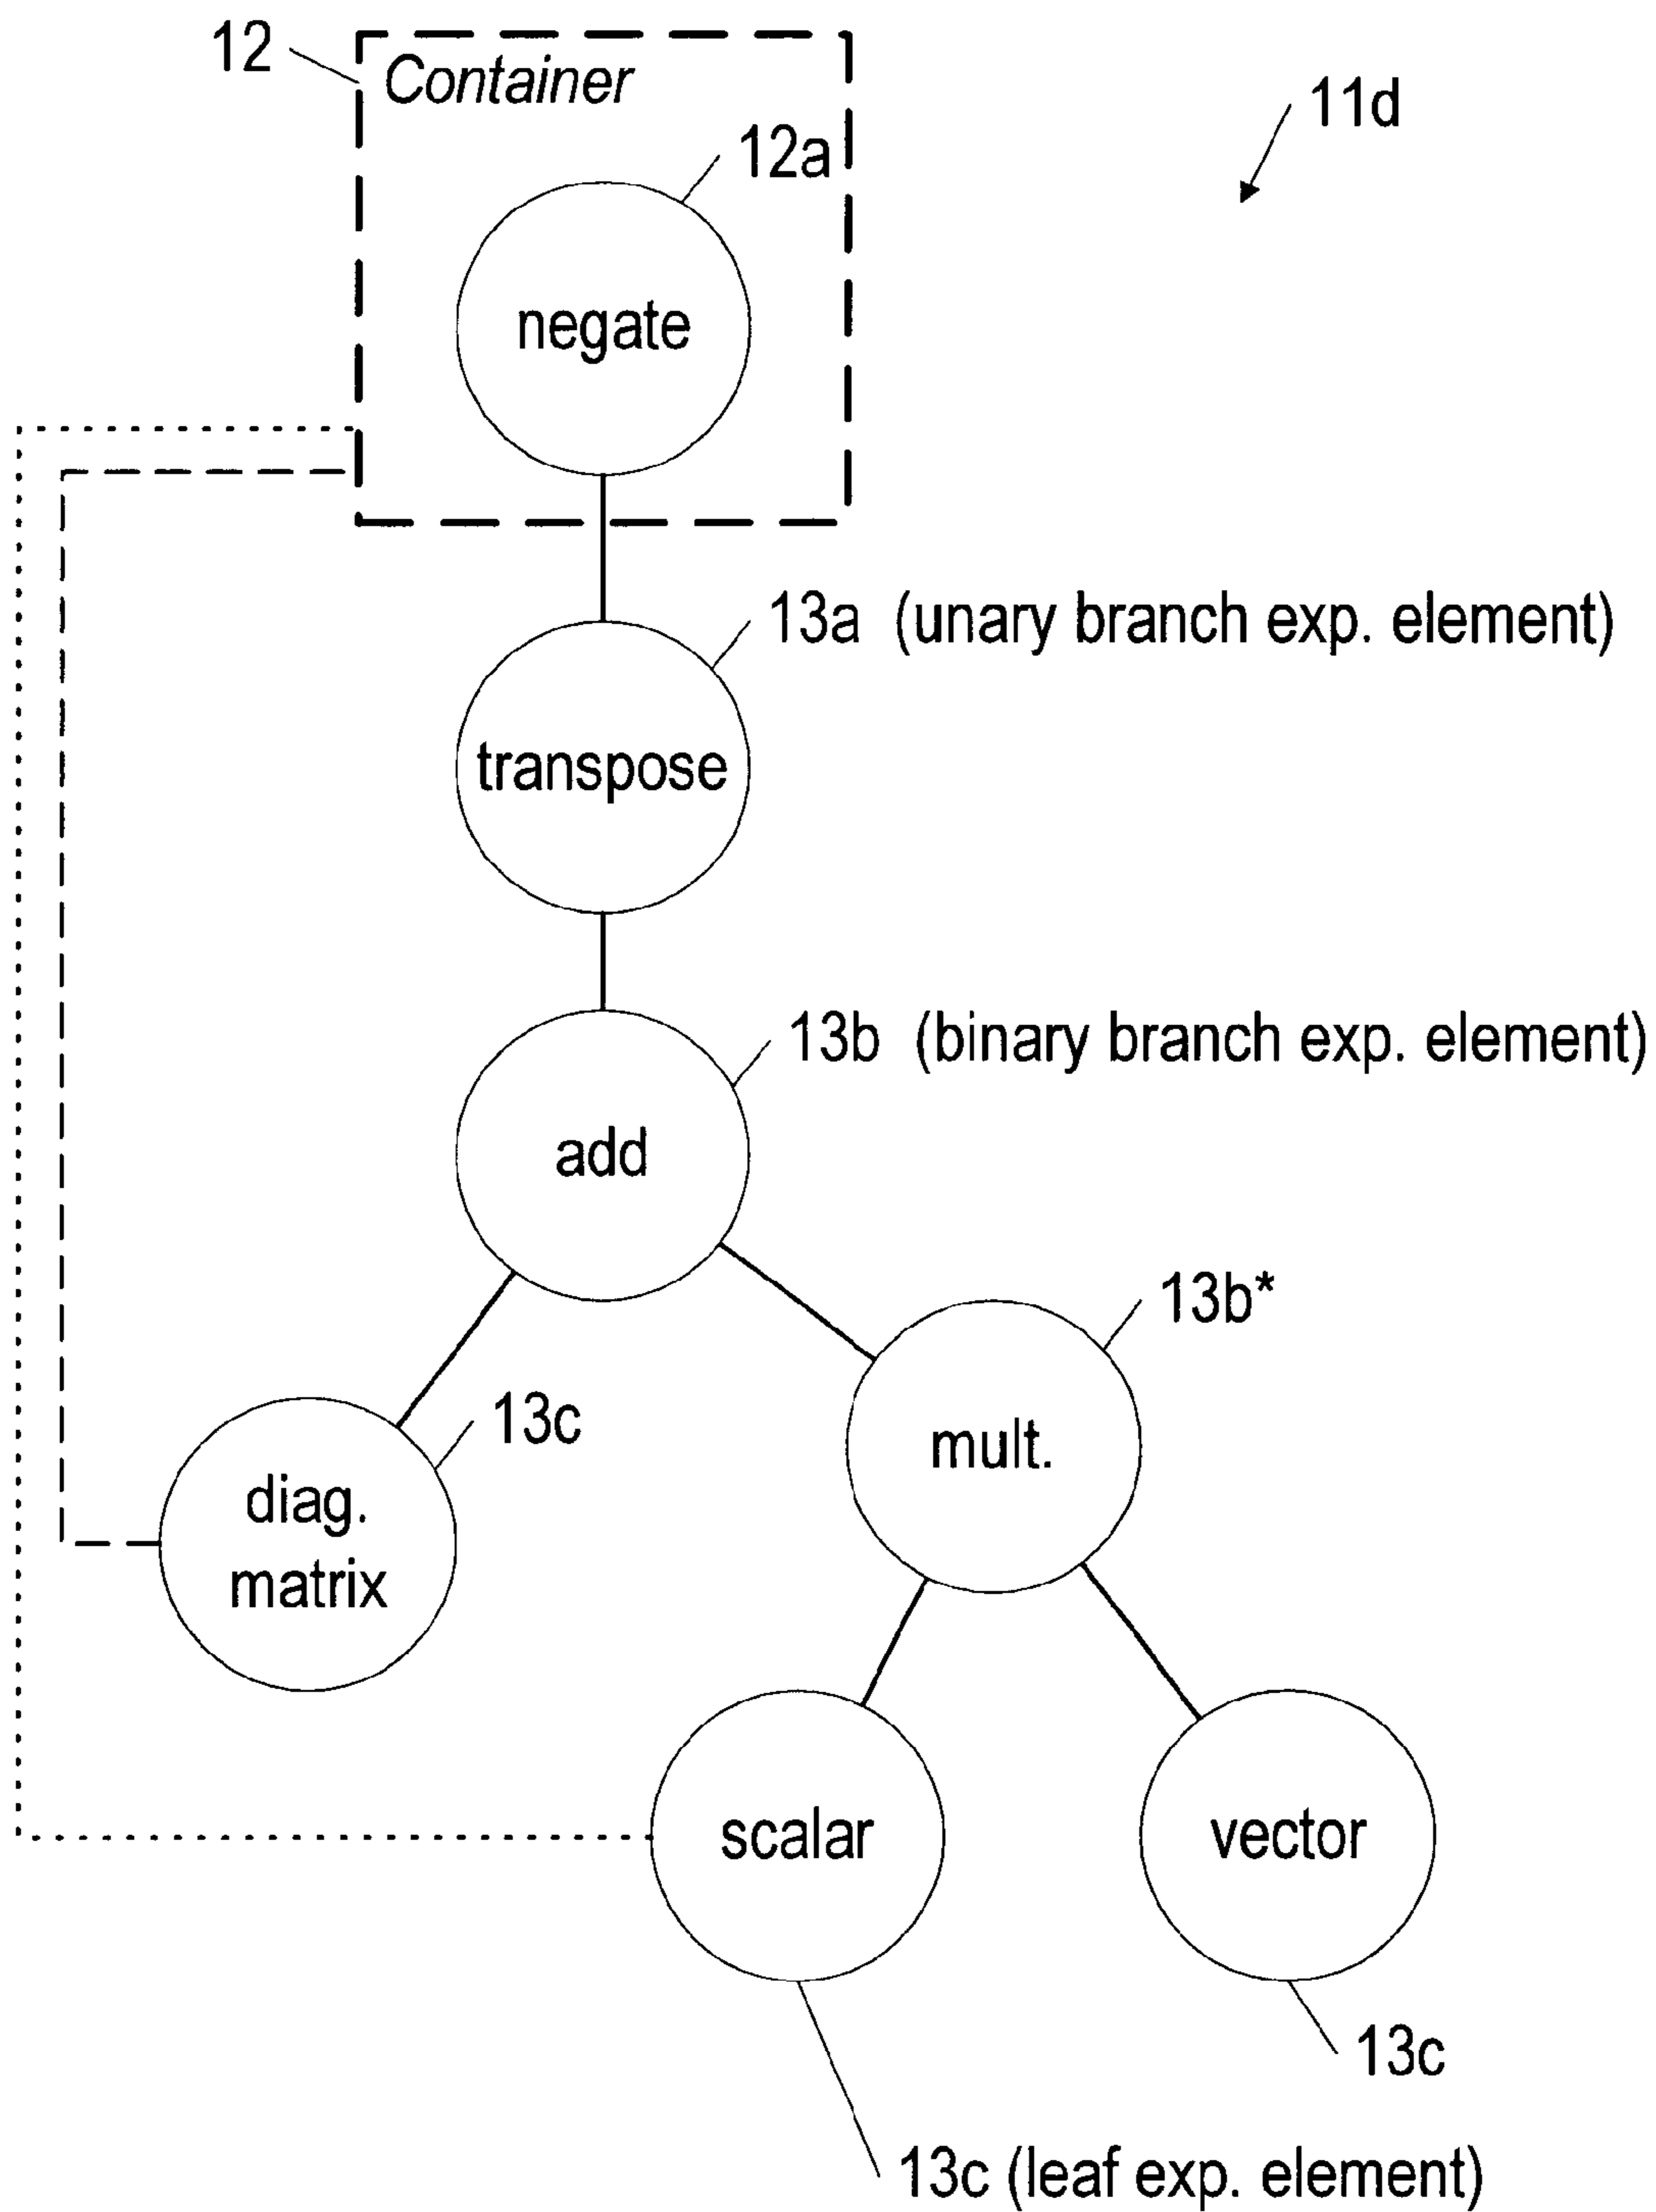 12
Container
11d
12a
negate
13a (unary branch exp. element)
transpose
13b (binary branch exp. element)
add
13b*
13c
mult.
diag.
matrix
scalar
vector
13c
13c (leaf exp. element)